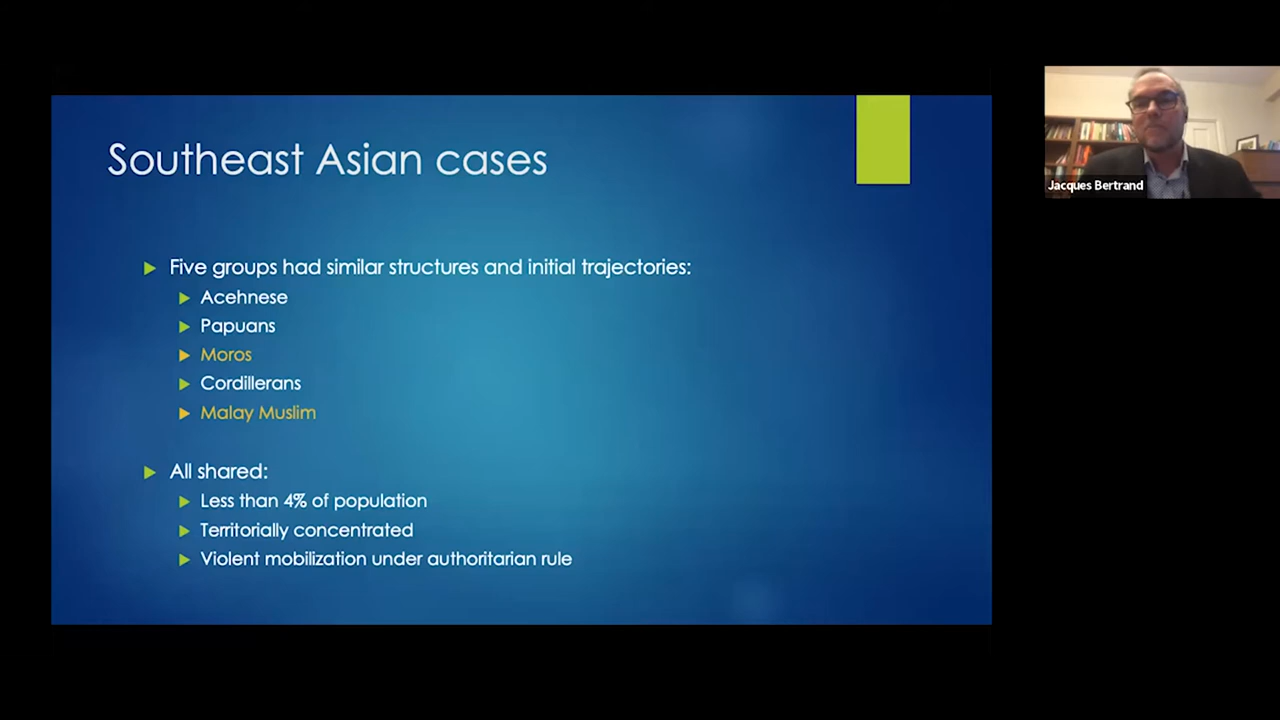 Southeast Asian cases
Five groups had similar structures and initial trajectories:
Acehnese
Papuans
Moros
Cordillerans
Malay Muslim
All shared:
Less than 4% of population
Territorially concentrated
Violent mobilization under authoritarian rule
Jacques Bertrand